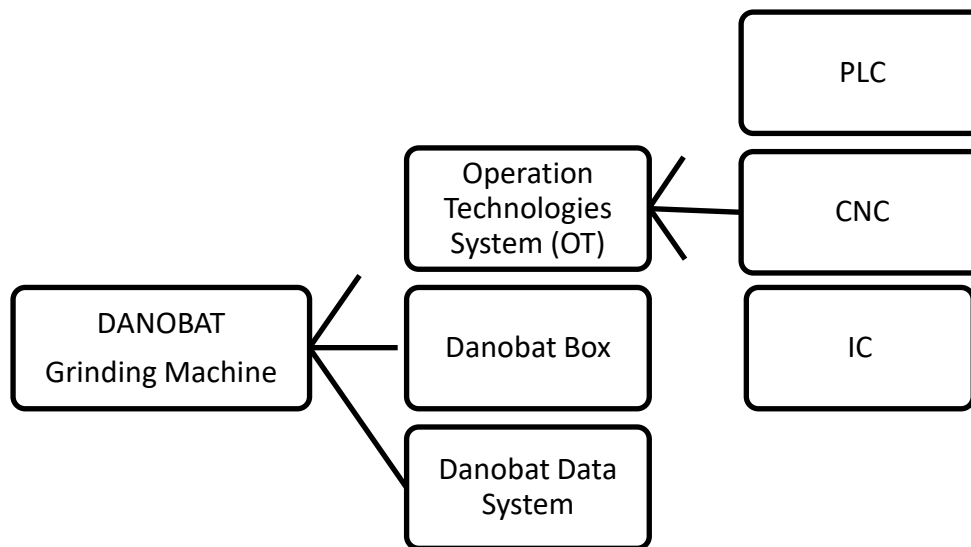 PLC
Operation
Technologies
System (OT)
CNC
DANOBAT
Grinding Machine
Danobat Box
IC
Danobat Data
System